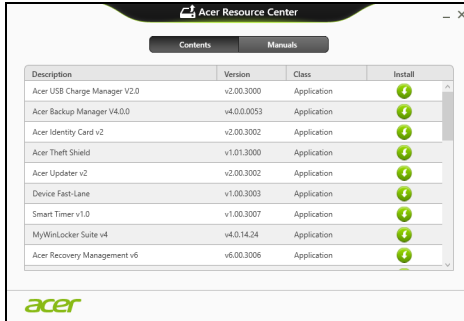 Acer Resource Center
Contents Manuals
Description Version Class Install
Acer USB Charge Manager V2.0 v2.00.3000 Application
Acer Backup Manager V4.0.0 v4.0.0.0053 Application
Acer Identity Card v2 v2.00.3002 Application
Acer Theft Shield v1.01.3000 Application
Acer Updater v2 v2.00.3002 Application
Device Fast-Lane v1.00.3003 Application
Smart Timer v1.0 v1.00.3007 Application
MyWinLocker Suite v4 v4.0.14.24 Application
Acer Recovery Management v6 v6.00.3006 Application
acer